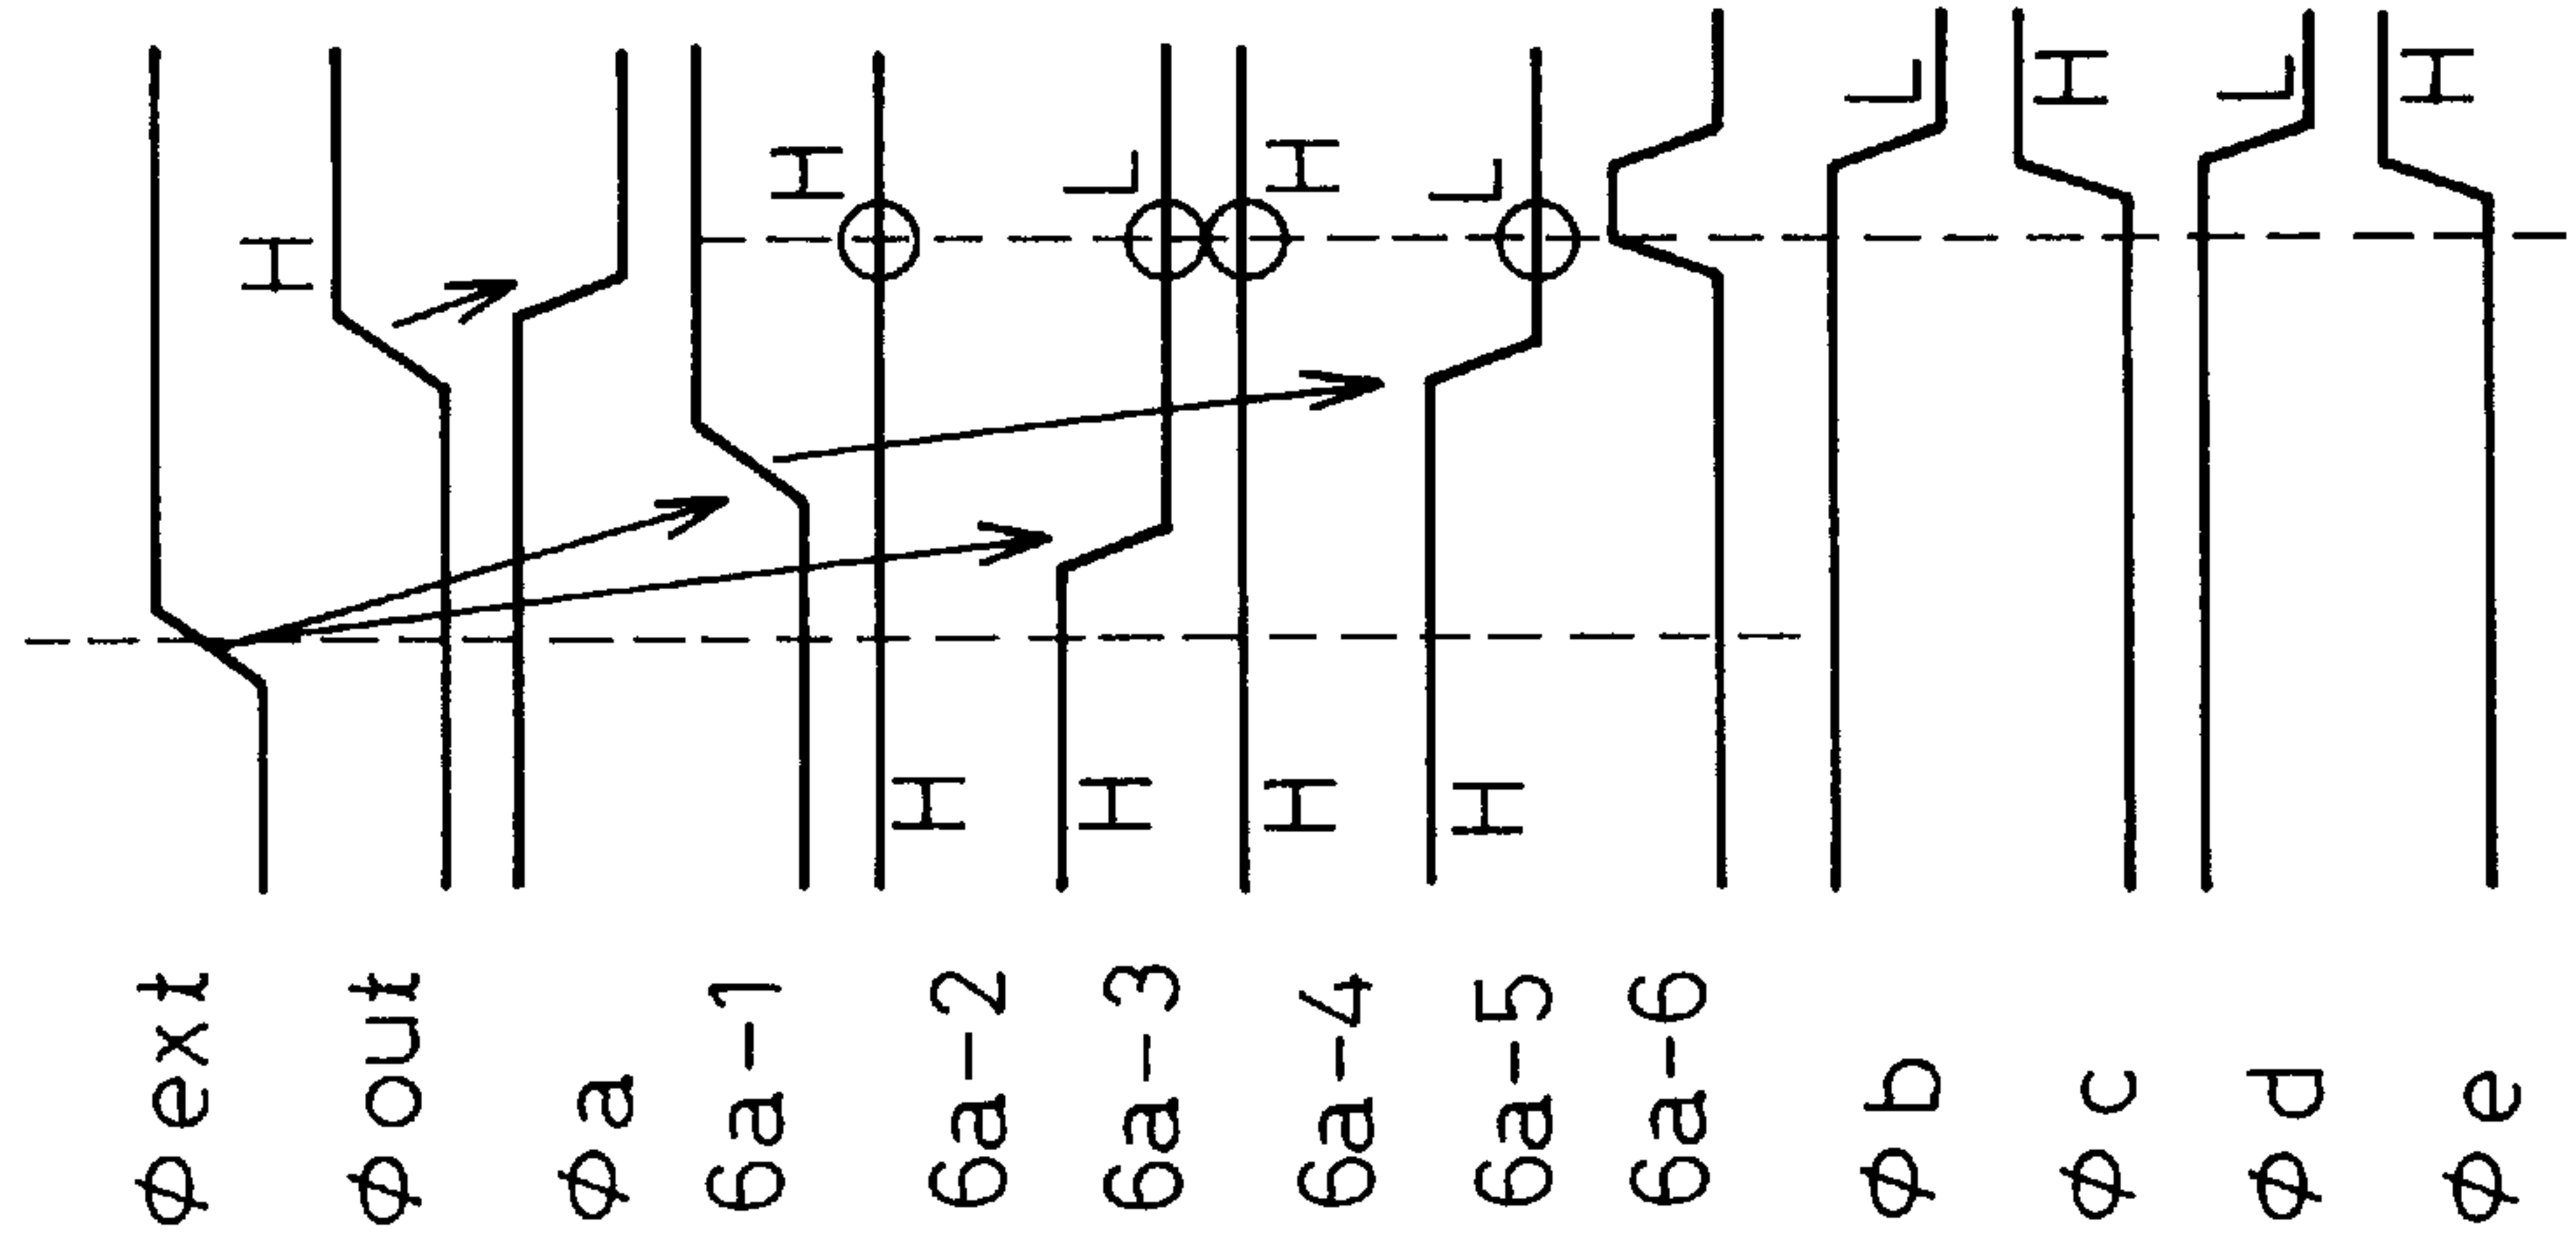 φext
φout H
φa
6a-1
6a-2 H H
6a-3 H L
6a-4 H H
6a-5 H L
6a-6
φb L
φc H
φd L
φe H